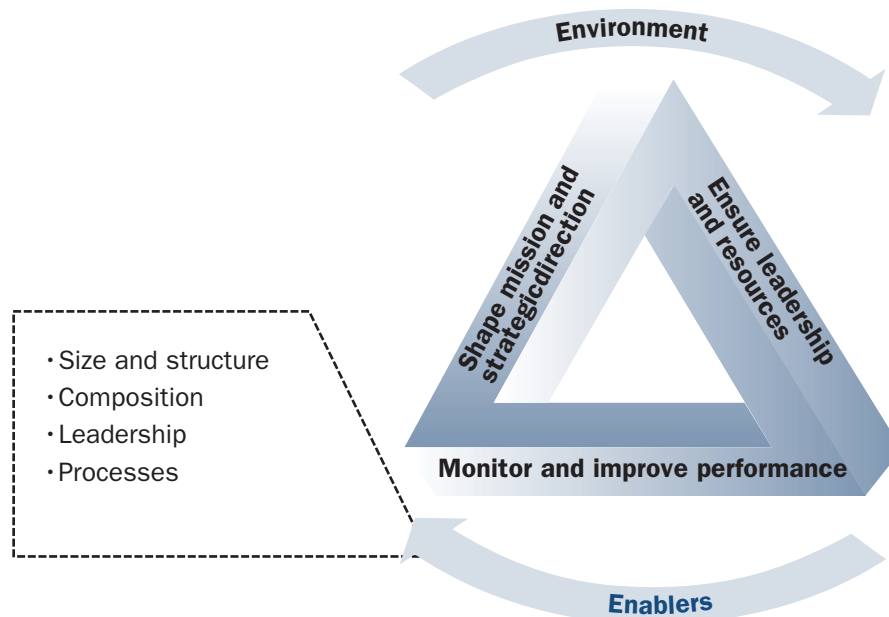 Environment
Shape mission and
strategicdirection
Ensure leadership
and resources
· Size and structure
· Composition
· Leadership
· Processes
Monitor and improve performance
Enablers